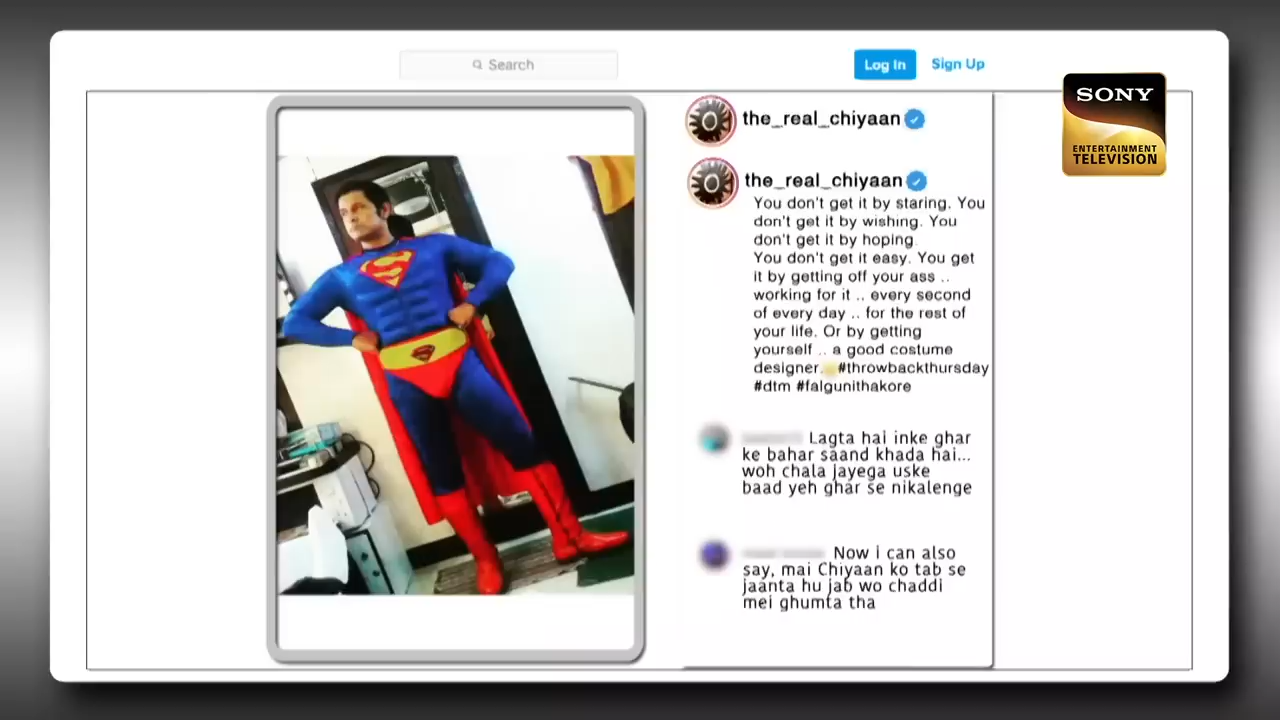 Search
Log In
Sign Up
SONY
ENTERTAINMENT
TELEVISION
the_real_chiyaan
the_real_chiyaan
You don't get it by staring. You
don't get it by wishing. You
don't get it by hoping.
You don't get it easy. You get
it by getting off your ass ..
working for it .. every second
of every day .. for the rest of
your life. Or by getting
yourself .. a good costume
designer. #throwbackthursday
#dtm #falgunithakore
Lagta hai inke ghar
ke bahar saand khada hai...
woh chala jayega uske
baad yeh ghar se nikalenge
Now i can also
say, mai Chiyaan ko tab se
jaanta hu jab wo chaddi
mei ghumta tha